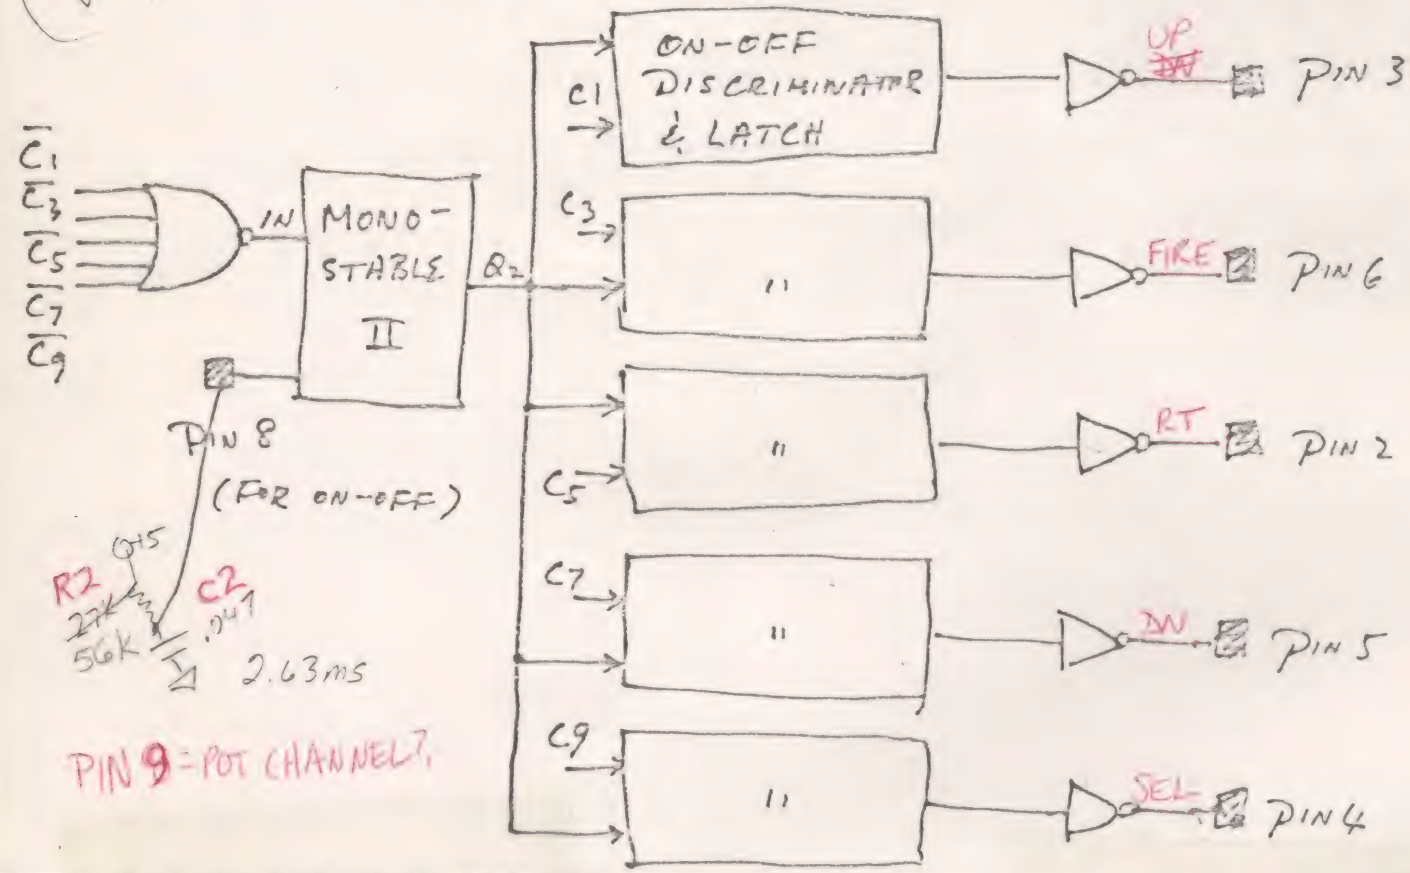 C̅1̅
C̅3̅
C̅5̅
C̅7̅
C̅9̅
IN
MONO-
STABLE
II
Q2
PIN 8
(FOR ON-OFF)
+5
R2
27K
56K
C2
.047
2.63ms
PIN 9 = POT CHANNEL?
ON-OFF
DISCRIMINATOR
& LATCH
C1
UP
DN
PIN 3
C3
"
FIRE
PIN 6
C5
"
RT
PIN 2
C7
"
DN
PIN 5
C9
"
SEL
PIN 4